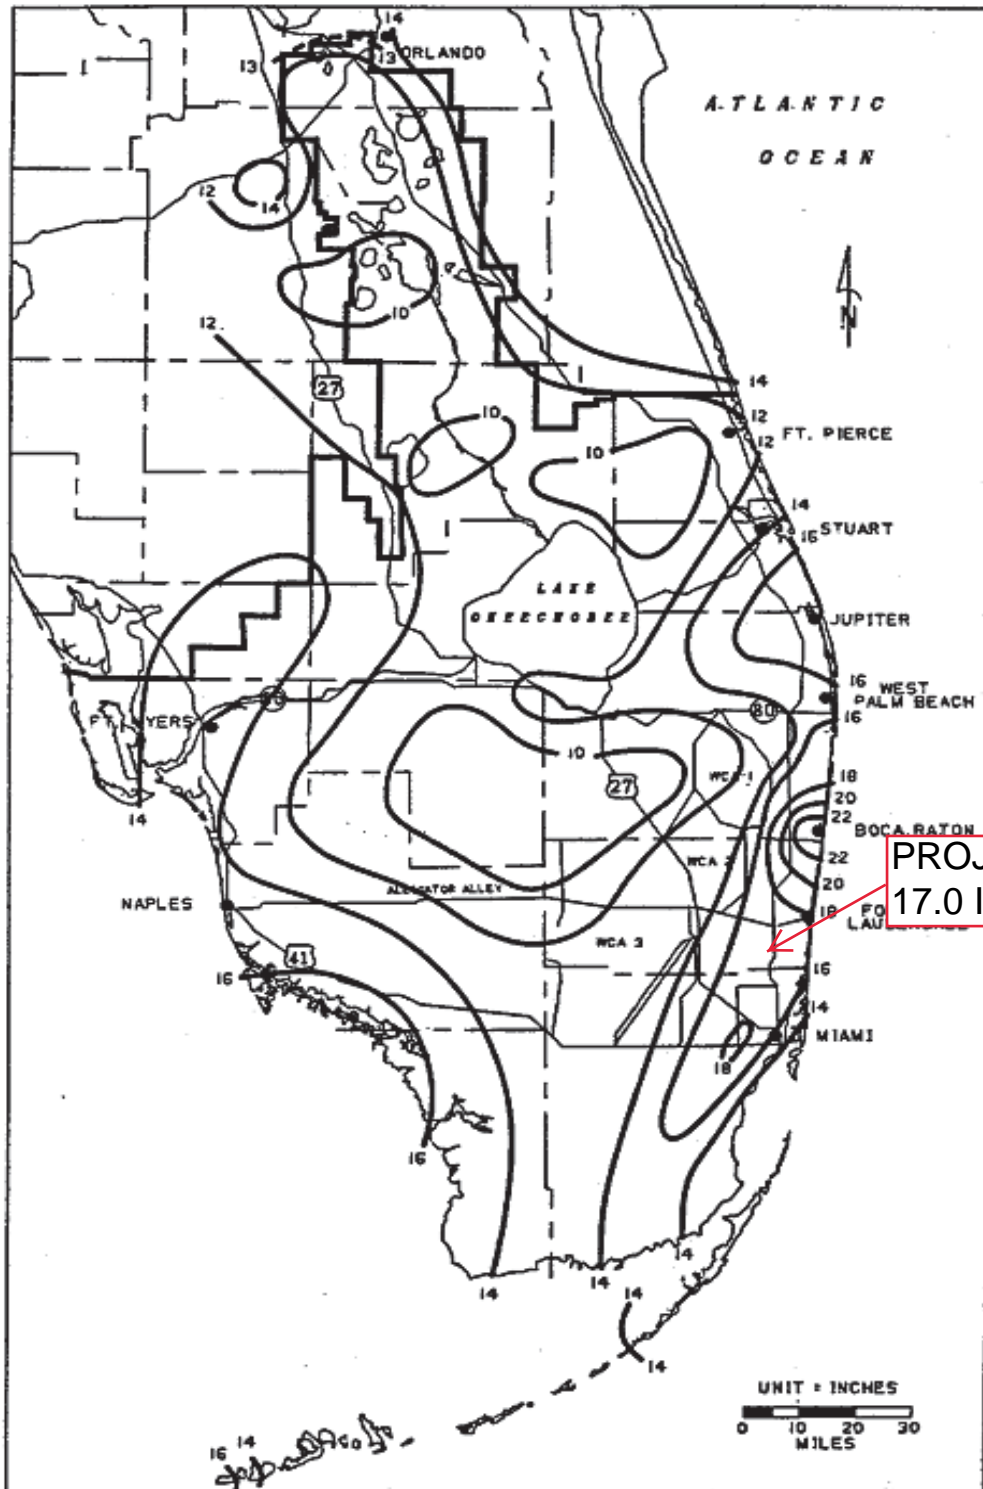 14
ORLANDO
13
13
ATLANTIC
OCEAN
12
14
N
10
12
27
14
12
FT. PIERCE
12
10
10
14
STUART
16
LAKE
OKEECHOBEE
JUPITER
16
WEST
PALM BEACH
16
80
FT. MYERS
10
WCA 1
27
18
20
22
BOCA RATON
14
WCA 2
22
PROJ
17.0 I
ALLIGATOR ALLEY
20
NAPLES
18
FO
WCA 3
41
16
16
14
MIAMI
18
16
14
14
14
14
14
UNIT = INCHES
0 10 20 30
MILES
16
14